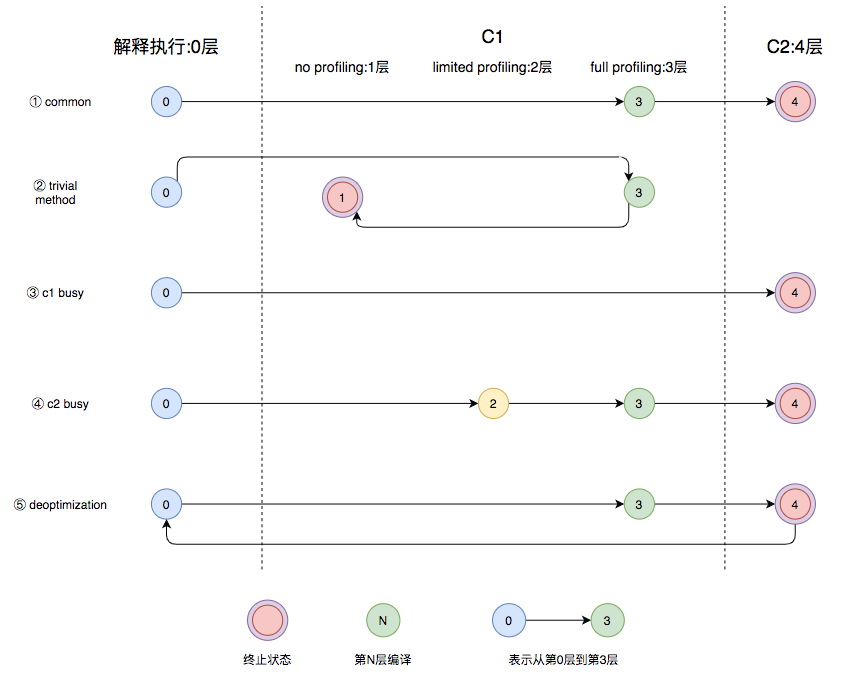 解释执行:0层
C1
C2:4层
no profiling:1层
limited profiling:2层
full profiling:3层
① common
0
3
4
② trivial
method
0
1
3
③ c1 busy
0
4
④ c2 busy
0
2
3
4
⑤ deoptimization
0
3
4
N
0
3
终止状态
第N层编译
表示从第0层到第3层